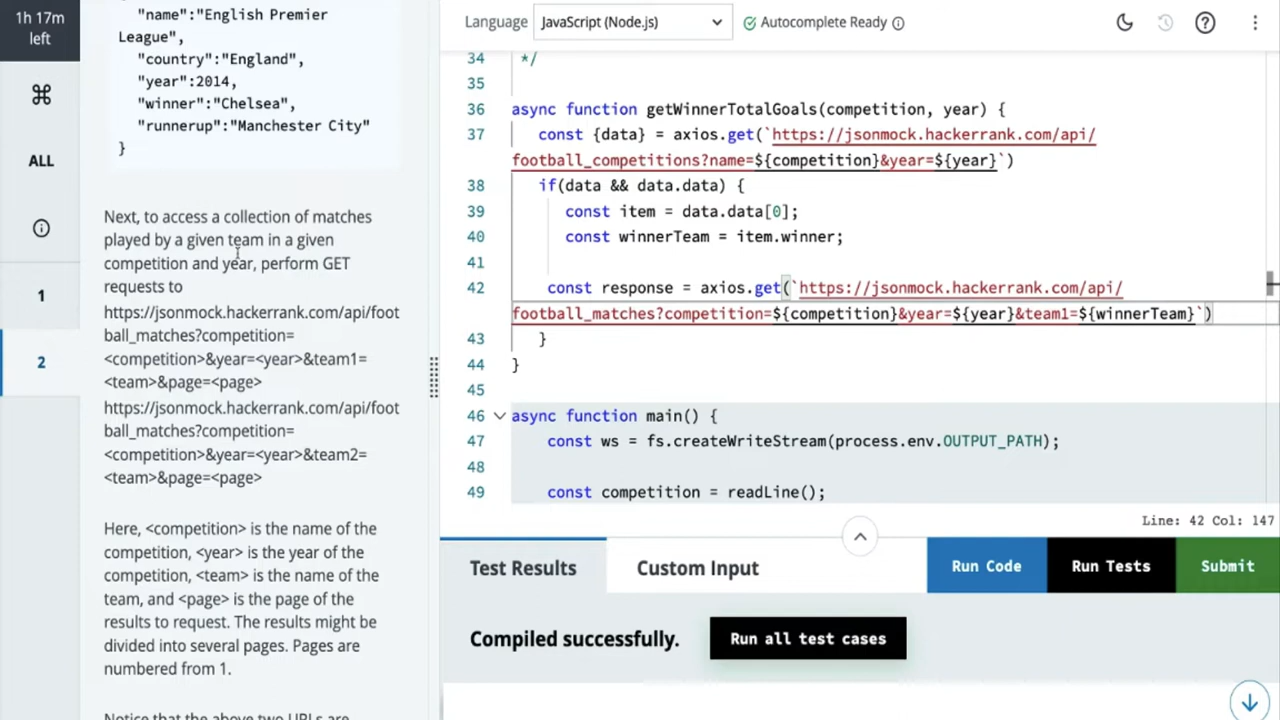 1h 17m
left
ALL
1
2
"name":"English Premier
League",
"country":"England",
"year":2014,
"winner":"Chelsea",
"runnerup":"Manchester City"
}
Next, to access a collection of matches
played by a given team in a given
competition and year, perform GET
requests to
https://jsonmock.hackerrank.com/api/foot
ball_matches?competition=
<competition>&year=<year>&team1=
<team>&page=<page>
https://jsonmock.hackerrank.com/api/foot
ball_matches?competition=
<competition>&year=<year>&team2=
<team>&page=<page>
Here, <competition> is the name of the
competition, <year> is the year of the
competition, <team> is the name of the
team, and <page> is the page of the
results to request. The results might be
divided into several pages. Pages are
numbered from 1.
Notice that the above two URLs are
Language JavaScript (Node.js) Autocomplete Ready
34 */
35
36 async function getWinnerTotalGoals(competition, year) {
37 const {data} = axios.get(`https://jsonmock.hackerrank.com/api/
football_competitions?name=${competition}&year=${year}`)
38 if(data && data.data) {
39 const item = data.data[0];
40 const winnerTeam = item.winner;
41
42 const response = axios.get(`https://jsonmock.hackerrank.com/api/
football_matches?competition=${competition}&year=${year}&team1=${winnerTeam}`)
43 }
44 }
45
46 async function main() {
47 const ws = fs.createWriteStream(process.env.OUTPUT_PATH);
48
49 const competition = readLine();
Line: 42 Col: 147
Test Results Custom Input Run Code Run Tests Submit
Compiled successfully. Run all test cases